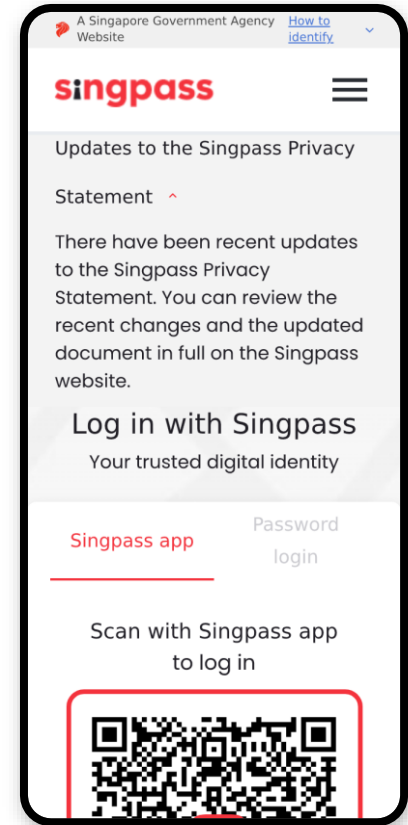 A Singapore Government Agency Website
How to identify
singpass
Updates to the Singpass Privacy
Statement
There have been recent updates
to the Singpass Privacy
Statement. You can review the
recent changes and the updated
document in full on the Singpass
website.
Log in with Singpass
Your trusted digital identity
Singpass app
Password
login
Scan with Singpass app
to log in